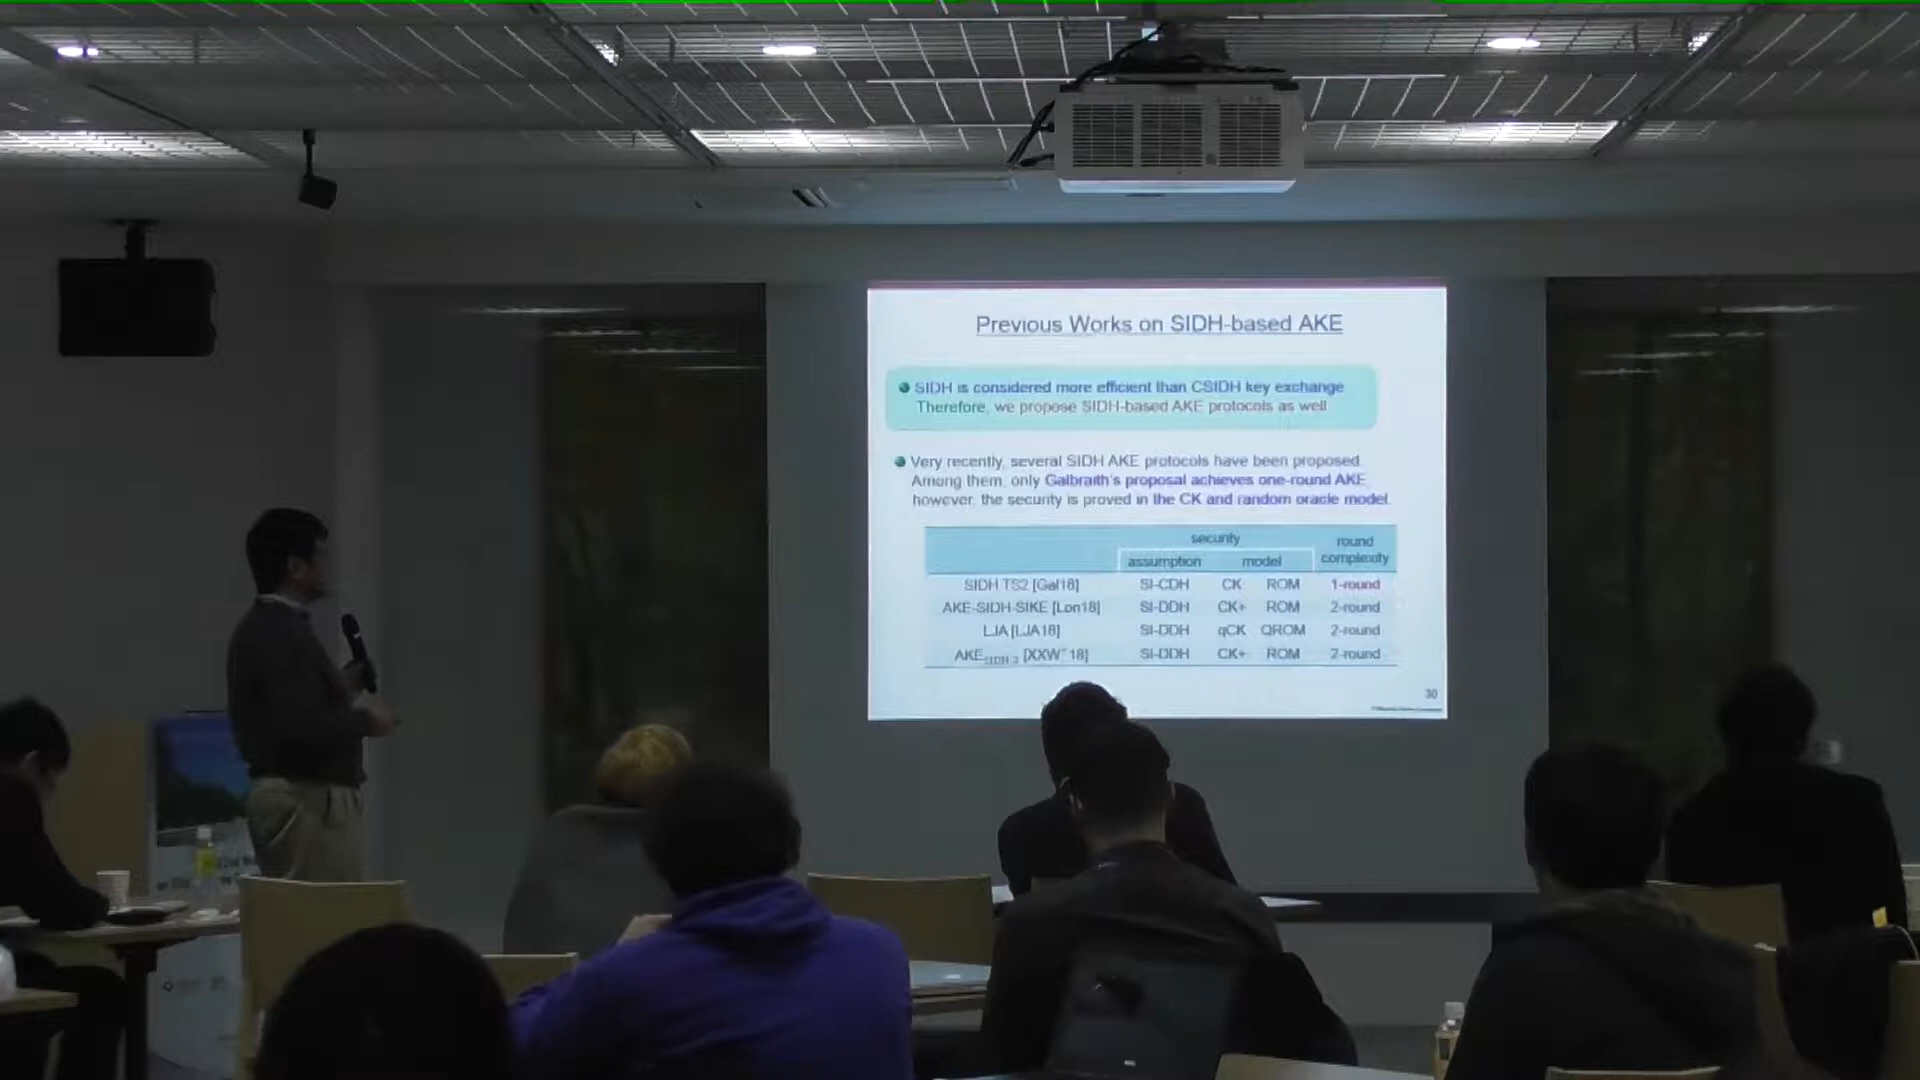 Previous Works on SIDH-based AKE
SIDH is considered more efficient than CSIDH key exchange
Therefore, we propose SIDH-based AKE protocols as well
Very recently, several SIDH AKE protocols have been proposed
Among them, only Galbraith's proposal achieves one-round AKE
however, the security is proved in the CK and random oracle model.
security round
assumption model complexity
SIDH TS2 [Gal18] SI-CDH CK ROM 1-round
AKE-SIDH-SIKE [Lon18] SI-DDH CK+ ROM 2-round
LJA [LJA18] SI-DDH qCK QROM 2-round
AKE [XXW+18] SI-DDH CK+ ROM 2-round
30